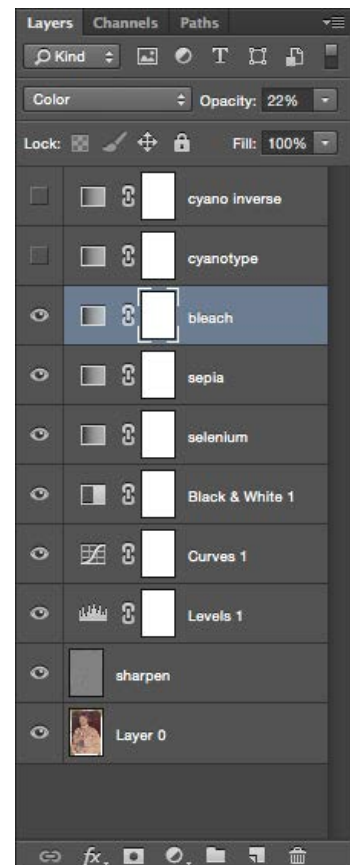 Layers Channels Paths
Kind T
Color Opacity: 22%
Lock: Fill: 100%
cyano inverse
cyanotype
bleach
sepia
selenium
Black & White 1
Curves 1
Levels 1
sharpen
Layer 0
fx